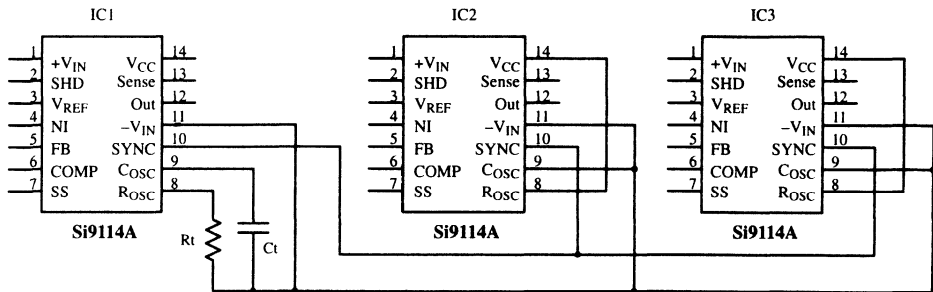 IC1
1 +VIN VCC 14
2 SHD Sense 13
3 VREF Out 12
4 NI −VIN 11
5 FB SYNC 10
6 COMP COSC 9
7 SS ROSC 8
Si9114A
Rt
Ct
IC2
1 +VIN VCC 14
2 SHD Sense 13
3 VREF Out 12
4 NI −VIN 11
5 FB SYNC 10
6 COMP COSC 9
7 SS ROSC 8
Si9114A
IC3
1 +VIN VCC 14
2 SHD Sense 13
3 VREF Out 12
4 NI −VIN 11
5 FB SYNC 10
6 COMP COSC 9
7 SS ROSC 8
Si9114A